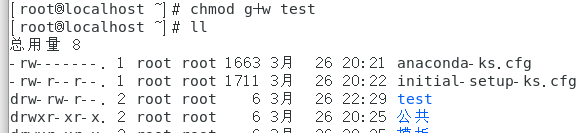 [root@localhost ~]# chmod g+w test
[root@localhost ~]# ll
总用量 8
-rw-------. 1 root root 1663 3月  26 20:21 anaconda-ks.cfg
-rw-r--r--. 1 root root 1711 3月  26 20:22 initial-setup-ks.cfg
drw-rw-r--. 2 root root    6 3月  26 22:29 test
drwxr-xr-x. 2 root root    6 3月  26 20:25 公共